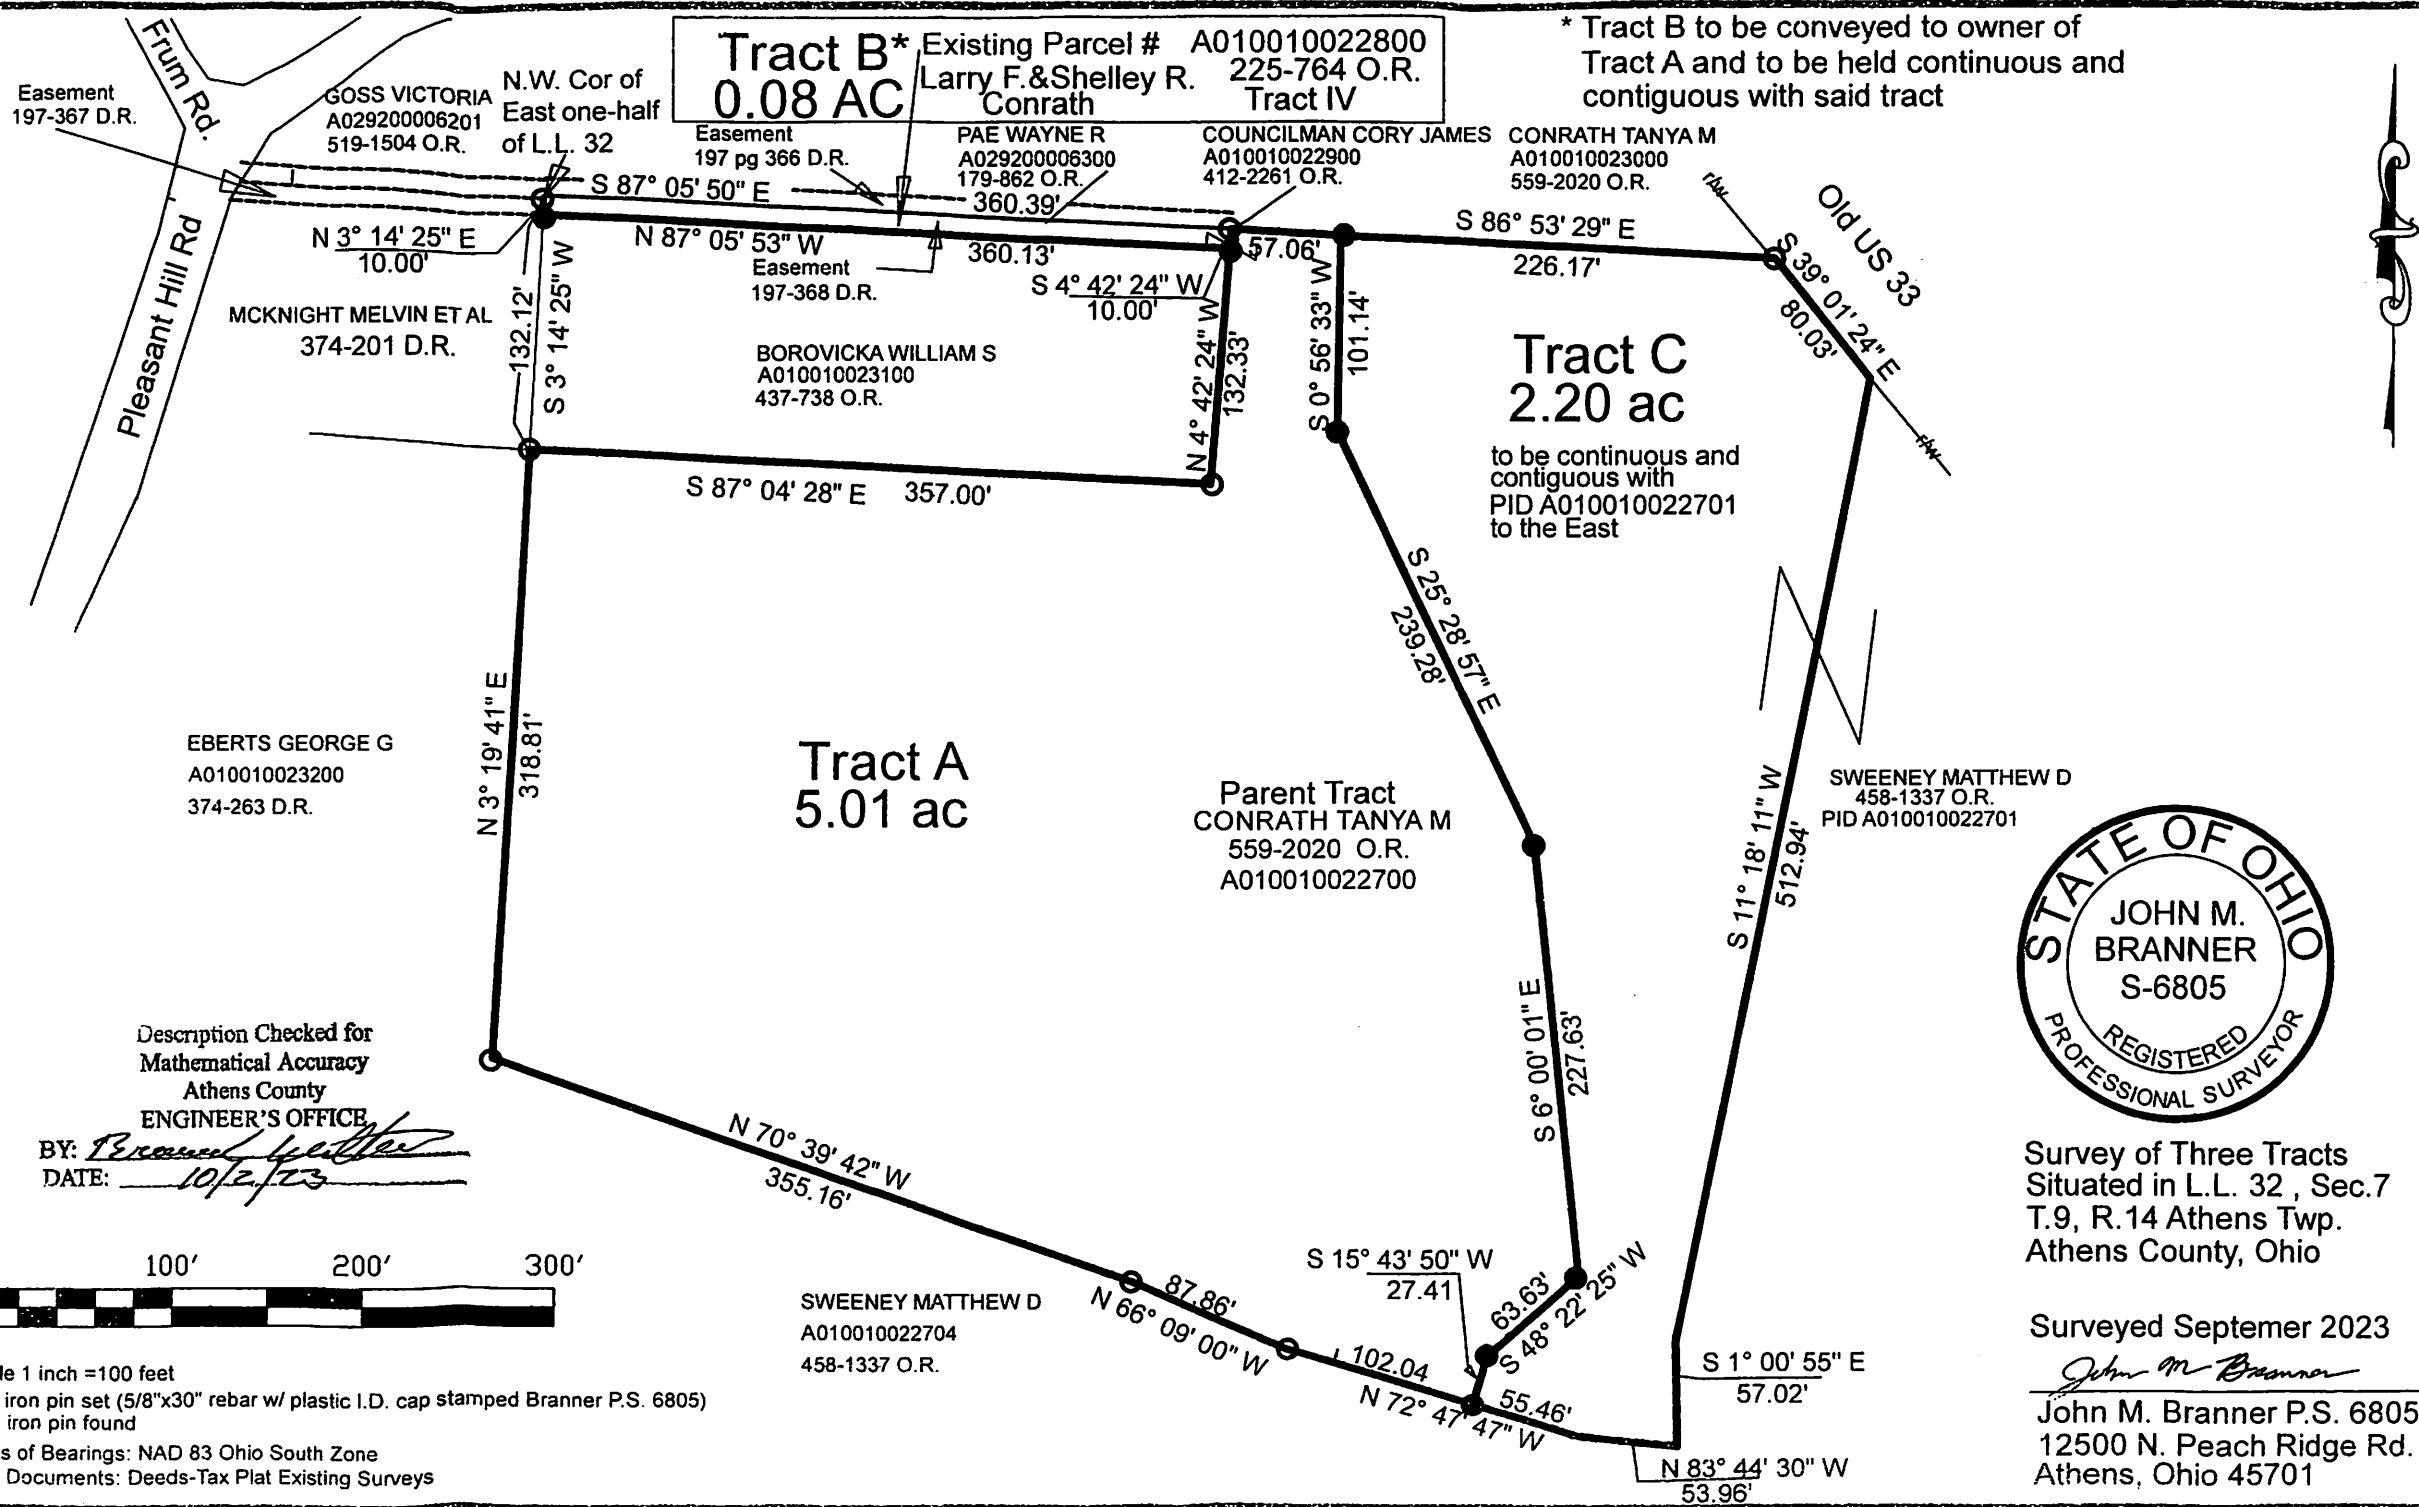 Frum Rd.
Easement
197-367 D.R.
GOSS VICTORIA
A029200006201
519-1504 O.R.
N.W. Cor of
East one-half
of L.L. 32
Tract B*
0.08 AC
Existing Parcel # A010010022800
Larry F.&Shelley R. 225-764 O.R.
Conrath Tract IV
* Tract B to be conveyed to owner of
Tract A and to be held continuous and
contiguous with said tract
Easement
197 pg 366 D.R.
PAE WAYNE R
A029200006300
179-862 O.R.
COUNCILMAN CORY JAMES
A010010022900
412-2261 O.R.
CONRATH TANYA M
A010010023000
559-2020 O.R.
r/w
Old US 33
S 87° 05' 50" E
360.39'
N 3° 14' 25" E
10.00'
N 87° 05' 53" W
360.13'
Easement
197-368 D.R.
S 4° 42' 24" W
10.00'
57.06'
S 86° 53' 29" E
226.17'
S 39° 01' 24" E
80.03'
r/w
Pleasant Hill Rd
MCKNIGHT MELVIN ET AL
374-201 D.R.
132.12'
S 3° 14' 25" W
BOROVICKA WILLIAM S
A010010023100
437-738 O.R.
N 4° 42' 24" W
132.33'
S 0° 56' 33" W
101.14'
Tract C
2.20 ac
to be continuous and
contiguous with
PID A010010022701
to the East
S 87° 04' 28" E 357.00'
S 25° 28' 57" E
239.28'
N 3° 19' 41" E
318.81'
EBERTS GEORGE G
A010010023200
374-263 D.R.
Tract A
5.01 ac
Parent Tract
CONRATH TANYA M
559-2020 O.R.
A010010022700
S 11° 18' 11" W
512.94'
SWEENEY MATTHEW D
458-1337 O.R.
PID A010010022701
STATE OF OHIO
JOHN M.
BRANNER
S-6805
REGISTERED
PROFESSIONAL SURVEYOR
S 6° 00' 01" E
227.63'
Description Checked for
Mathematical Accuracy
Athens County
ENGINEER'S OFFICE
BY:
DATE: 10/2/23
N 70° 39' 42" W
355.16'
Survey of Three Tracts
Situated in L.L. 32 , Sec.7
T.9, R.14 Athens Twp.
Athens County, Ohio
100' 200' 300'
SWEENEY MATTHEW D
A010010022704
458-1337 O.R.
87.86'
N 66° 09' 00" W
S 15° 43' 50" W
27.41
63.63'
S 48° 22' 25" W
102.04
N 72° 47' 47" W
55.46'
S 1° 00' 55" E
57.02'
N 83° 44' 30" W
53.96'
Surveyed Septemer 2023
John M Branner
John M. Branner P.S. 6805
12500 N. Peach Ridge Rd.
Athens, Ohio 45701
le 1 inch =100 feet
iron pin set (5/8"x30" rebar w/ plastic I.D. cap stamped Branner P.S. 6805)
iron pin found
s of Bearings: NAD 83 Ohio South Zone
Documents: Deeds-Tax Plat Existing Surveys